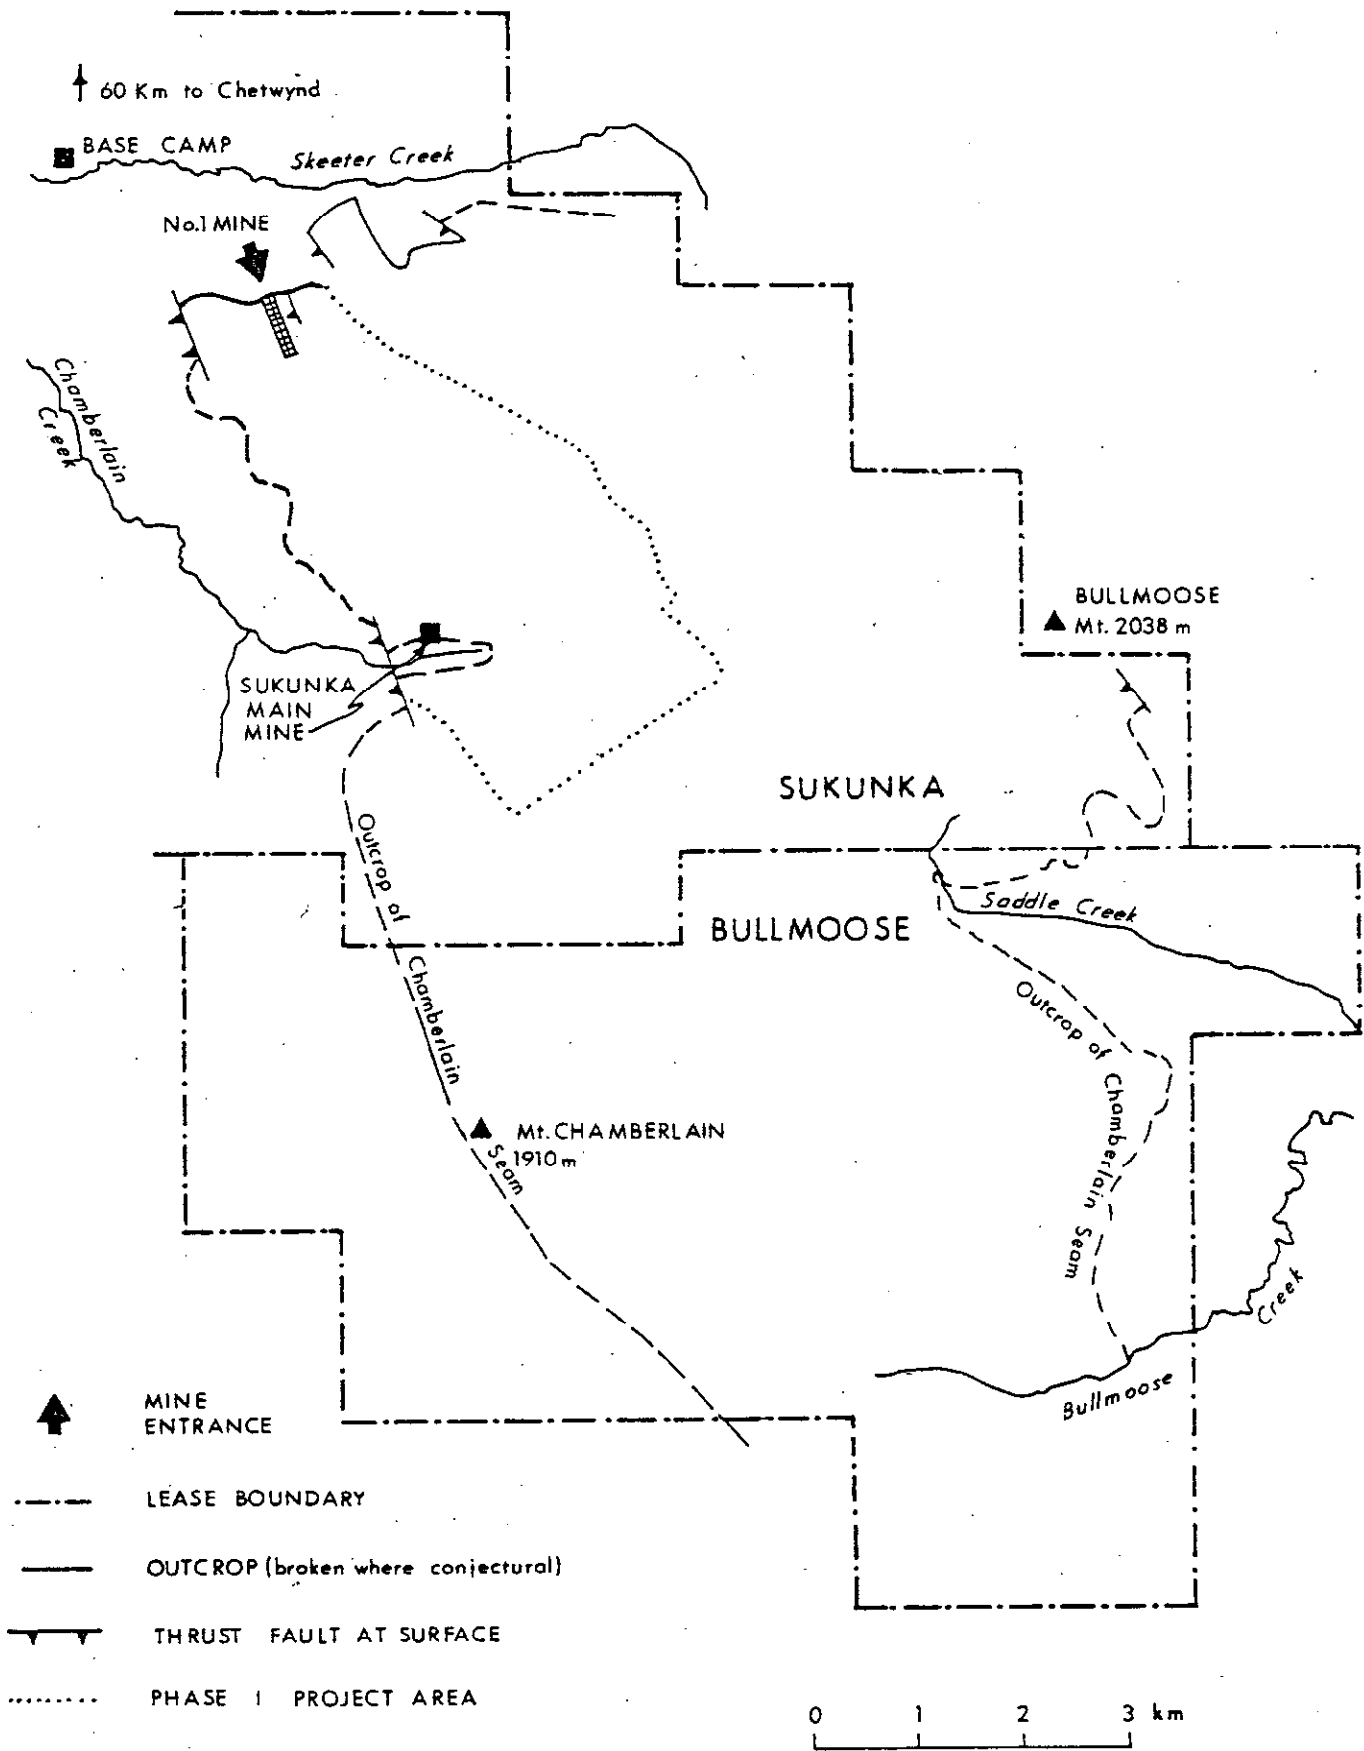 60 Km to Chetwynd
BASE CAMP
Skeeter Creek
No.1 MINE
Chamberlain
Creek
BULLMOOSE
Mt. 2038 m
SUKUNKA
MAIN
MINE
SUKUNKA
Outcrop of Chamberlain Seam
BULLMOOSE
Saddle Creek
Outcrop of Chamberlain Seam
Mt. CHAMBERLAIN
1910 m
Bullmoose Creek
MINE
ENTRANCE
LEASE BOUNDARY
OUTCROP (broken where conjectural)
THRUST FAULT AT SURFACE
PHASE 1 PROJECT AREA
0 1 2 3 km